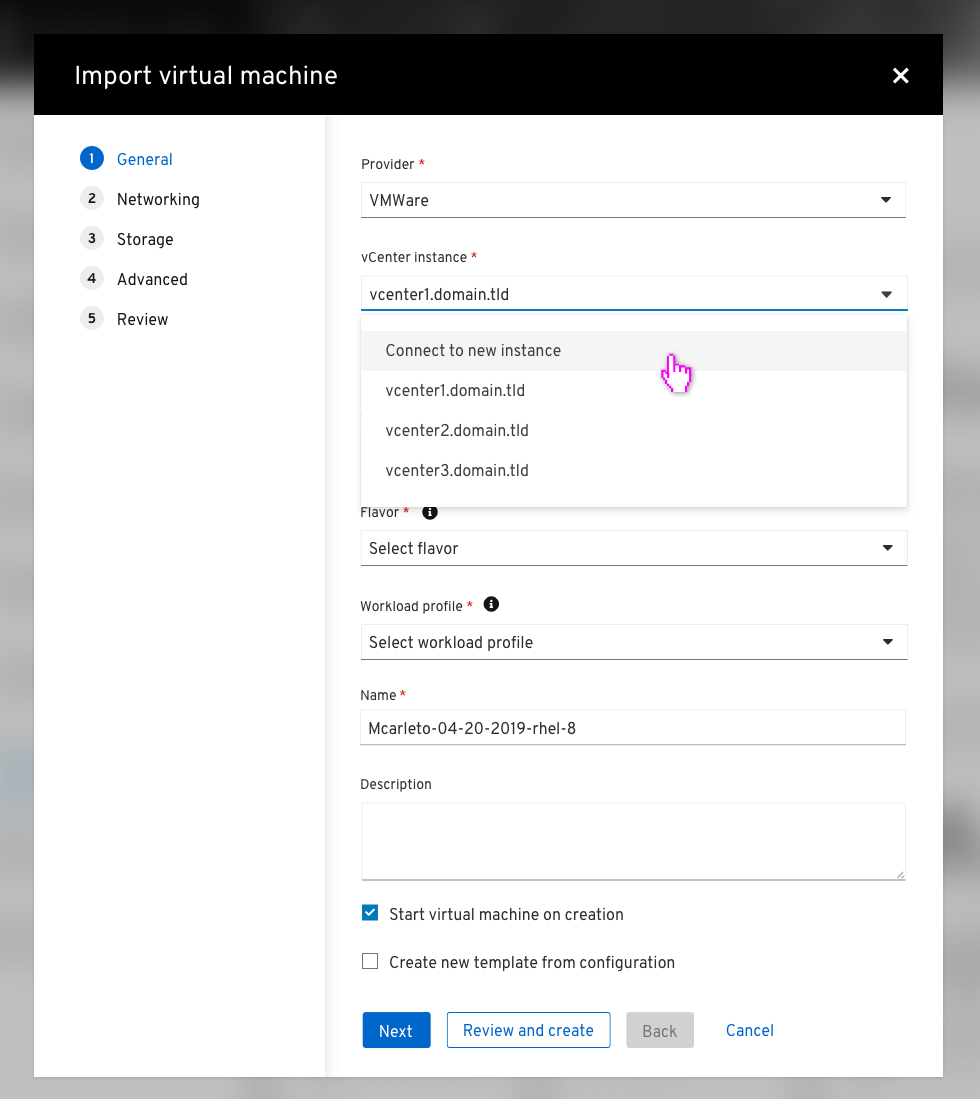 Import virtual machine
1 General
2 Networking
3 Storage
4 Advanced
5 Review
Provider *
VMWare
vCenter instance *
vcenter1.domain.tld
Connect to new instance
vcenter1.domain.tld
vcenter2.domain.tld
vcenter3.domain.tld
Flavor *
Select flavor
Workload profile *
Select workload profile
Name *
Mcarleto-04-20-2019-rhel-8
Description
Start virtual machine on creation
Create new template from configuration
Next
Review and create
Back
Cancel